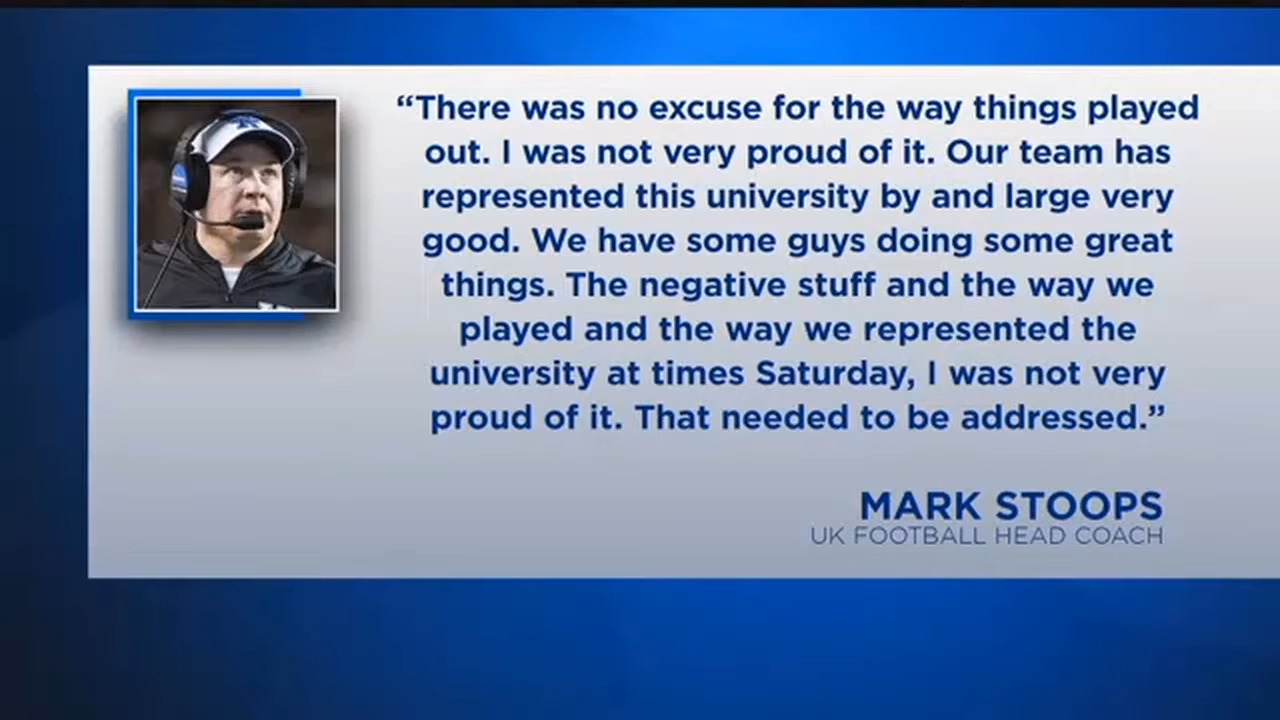 “There was no excuse for the way things played
out. I was not very proud of it. Our team has
represented this university by and large very
good. We have some guys doing some great
things. The negative stuff and the way we
played and the way we represented the
university at times Saturday, I was not very
proud of it. That needed to be addressed.”
MARK STOOPS
UK FOOTBALL HEAD COACH